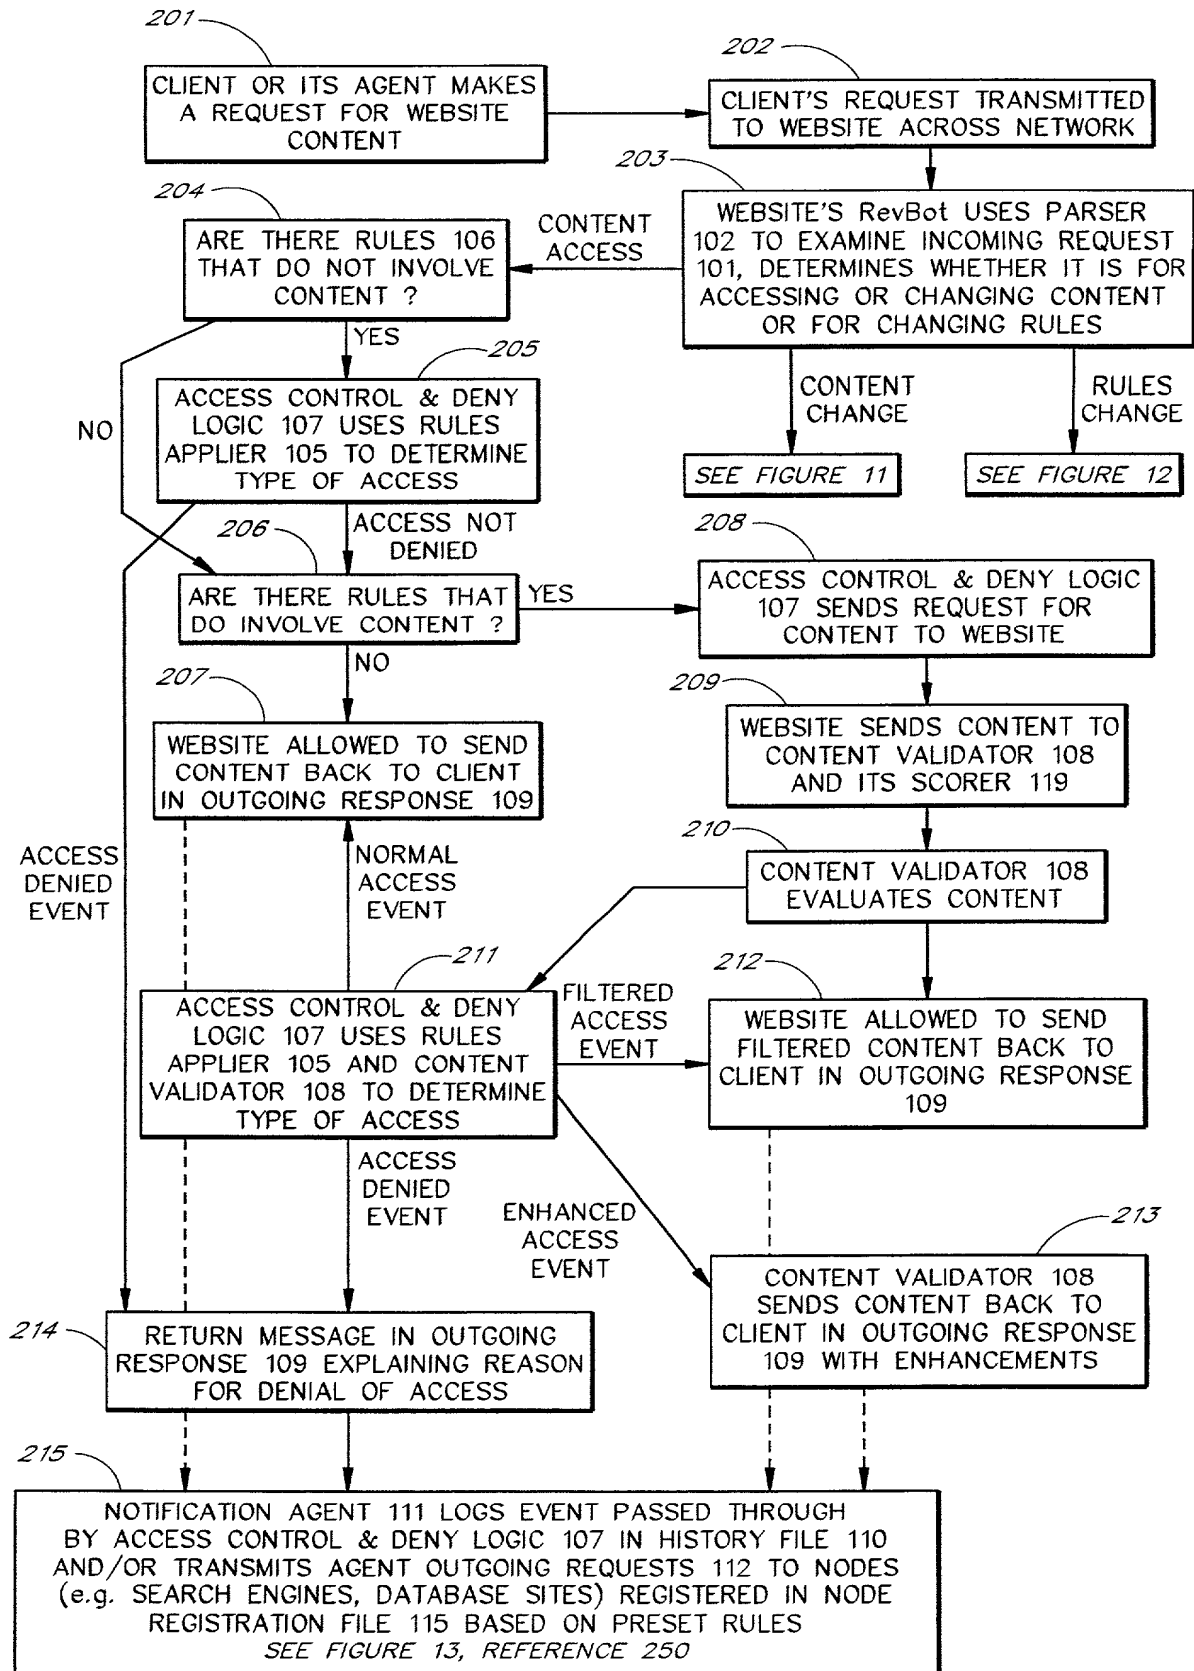 201
CLIENT OR ITS AGENT MAKES
A REQUEST FOR WEBSITE
CONTENT
202
CLIENT'S REQUEST TRANSMITTED
TO WEBSITE ACROSS NETWORK
203
WEBSITE'S RevBot USES PARSER
102 TO EXAMINE INCOMING REQUEST
101, DETERMINES WHETHER IT IS FOR
ACCESSING OR CHANGING CONTENT
OR FOR CHANGING RULES
CONTENT
ACCESS
204
ARE THERE RULES 106
THAT DO NOT INVOLVE
CONTENT ?
YES
NO
CONTENT
CHANGE
RULES
CHANGE
SEE FIGURE 11
SEE FIGURE 12
205
ACCESS CONTROL & DENY
LOGIC 107 USES RULES
APPLIER 105 TO DETERMINE
TYPE OF ACCESS
ACCESS NOT
DENIED
206
ARE THERE RULES THAT
DO INVOLVE CONTENT ?
YES
NO
208
ACCESS CONTROL & DENY LOGIC
107 SENDS REQUEST FOR
CONTENT TO WEBSITE
207
WEBSITE ALLOWED TO SEND
CONTENT BACK TO CLIENT
IN OUTGOING RESPONSE 109
209
WEBSITE SENDS CONTENT TO
CONTENT VALIDATOR 108
AND ITS SCORER 119
ACCESS
DENIED
EVENT
NORMAL
ACCESS
EVENT
210
CONTENT VALIDATOR 108
EVALUATES CONTENT
211
ACCESS CONTROL & DENY
LOGIC 107 USES RULES
APPLIER 105 AND CONTENT
VALIDATOR 108 TO DETERMINE
TYPE OF ACCESS
FILTERED
ACCESS
EVENT
212
WEBSITE ALLOWED TO SEND
FILTERED CONTENT BACK TO
CLIENT IN OUTGOING RESPONSE
109
ACCESS
DENIED
EVENT
ENHANCED
ACCESS
EVENT
213
CONTENT VALIDATOR 108
SENDS CONTENT BACK TO
CLIENT IN OUTGOING RESPONSE
109 WITH ENHANCEMENTS
214
RETURN MESSAGE IN OUTGOING
RESPONSE 109 EXPLAINING REASON
FOR DENIAL OF ACCESS
215
NOTIFICATION AGENT 111 LOGS EVENT PASSED THROUGH
BY ACCESS CONTROL & DENY LOGIC 107 IN HISTORY FILE 110
AND/OR TRANSMITS AGENT OUTGOING REQUESTS 112 TO NODES
(e.g. SEARCH ENGINES, DATABASE SITES) REGISTERED IN NODE
REGISTRATION FILE 115 BASED ON PRESET RULES
SEE FIGURE 13, REFERENCE 250